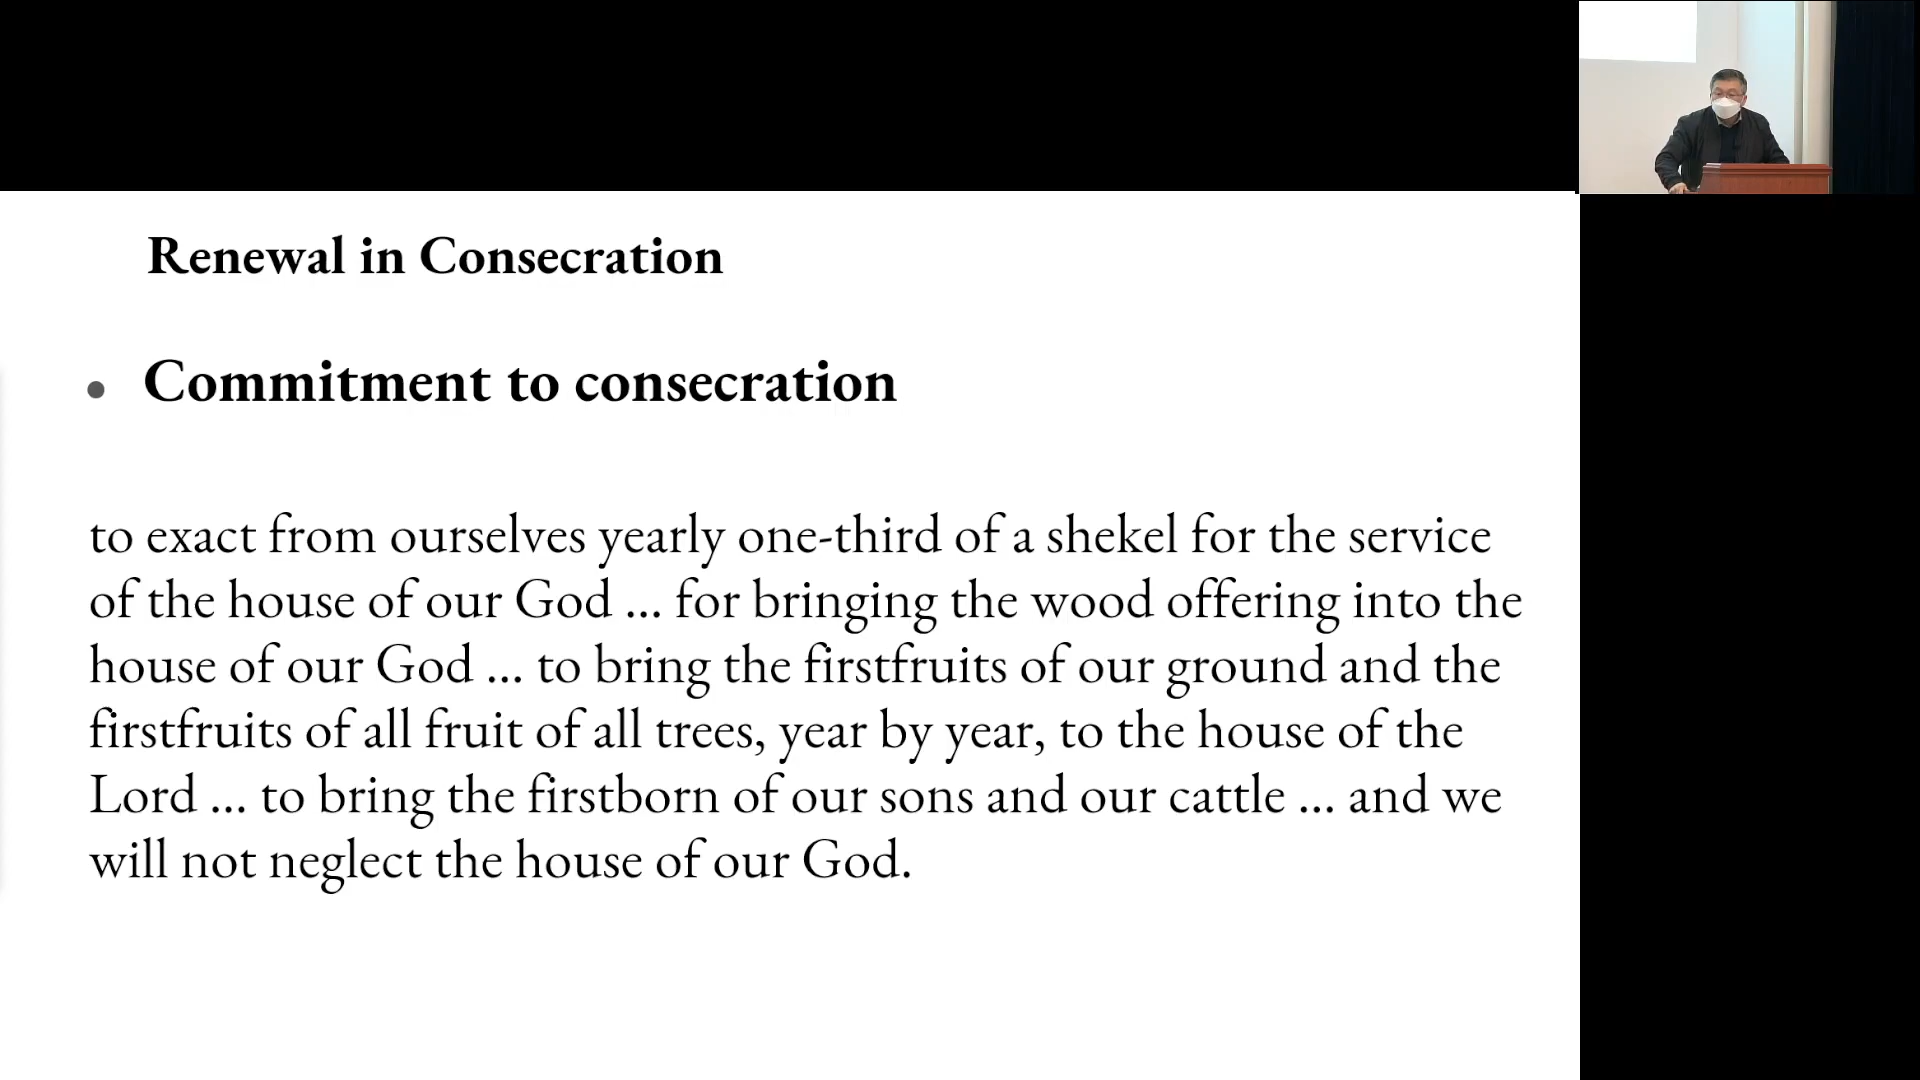 Renewal in Consecration
• Commitment to consecration
to exact from ourselves yearly one-third of a shekel for the service
of the house of our God ... for bringing the wood offering into the
house of our God ... to bring the firstfruits of our ground and the
firstfruits of all fruit of all trees, year by year, to the house of the
Lord ... to bring the firstborn of our sons and our cattle ... and we
will not neglect the house of our God.